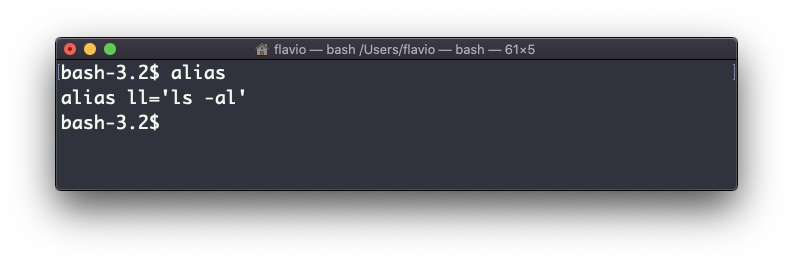 flavio — bash /Users/flavio — bash — 61×5
[bash-3.2$ alias ]
alias ll='ls -al'
bash-3.2$